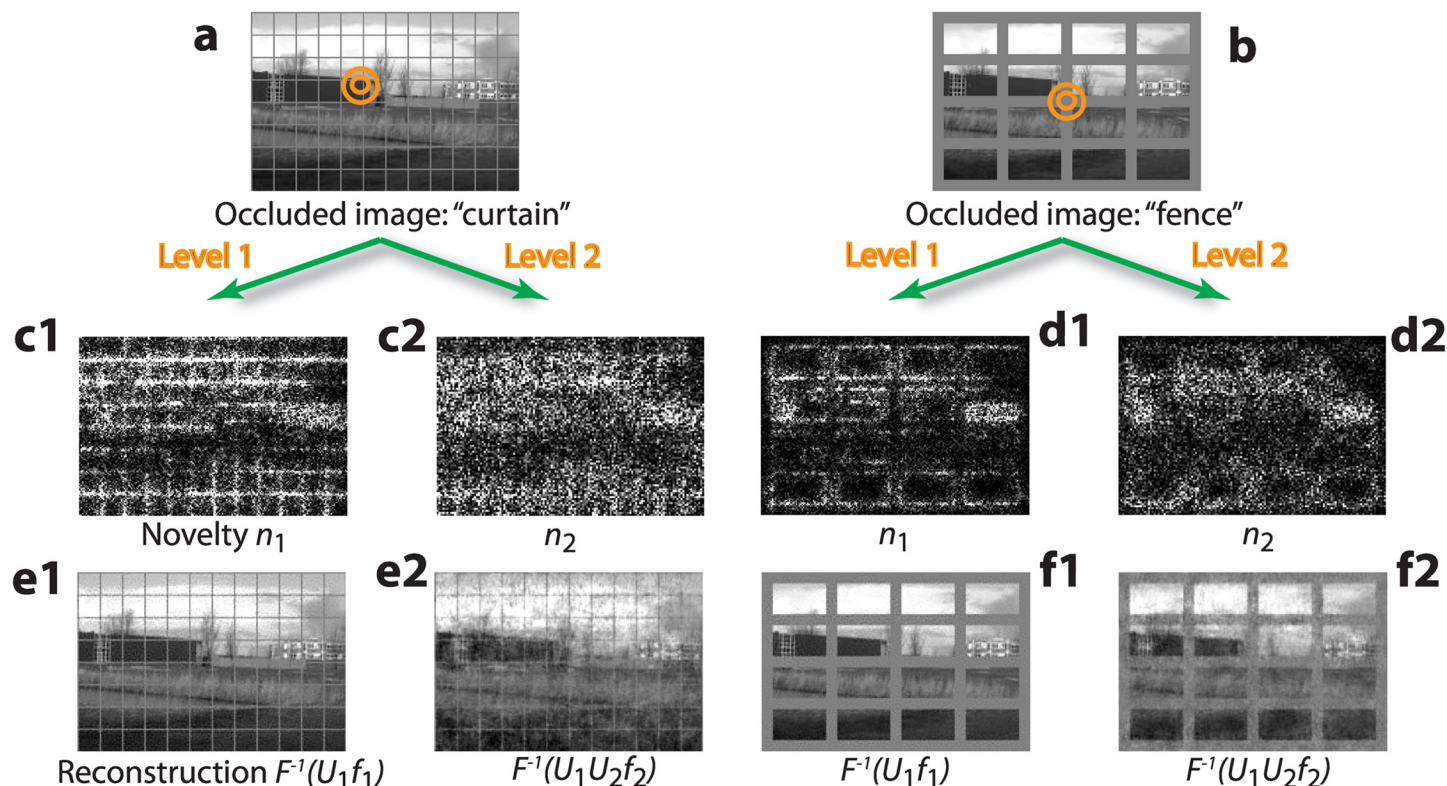 a
b
Occluded image: “curtain”
Occluded image: “fence”
Level 1
Level 2
Level 1
Level 2
c1
c2
d1
d2
Novelty n1
n2
n1
n2
e1
e2
f1
f2
Reconstruction F-1(U1f1)
F-1(U1U2f2)
F-1(U1f1)
F-1(U1U2f2)